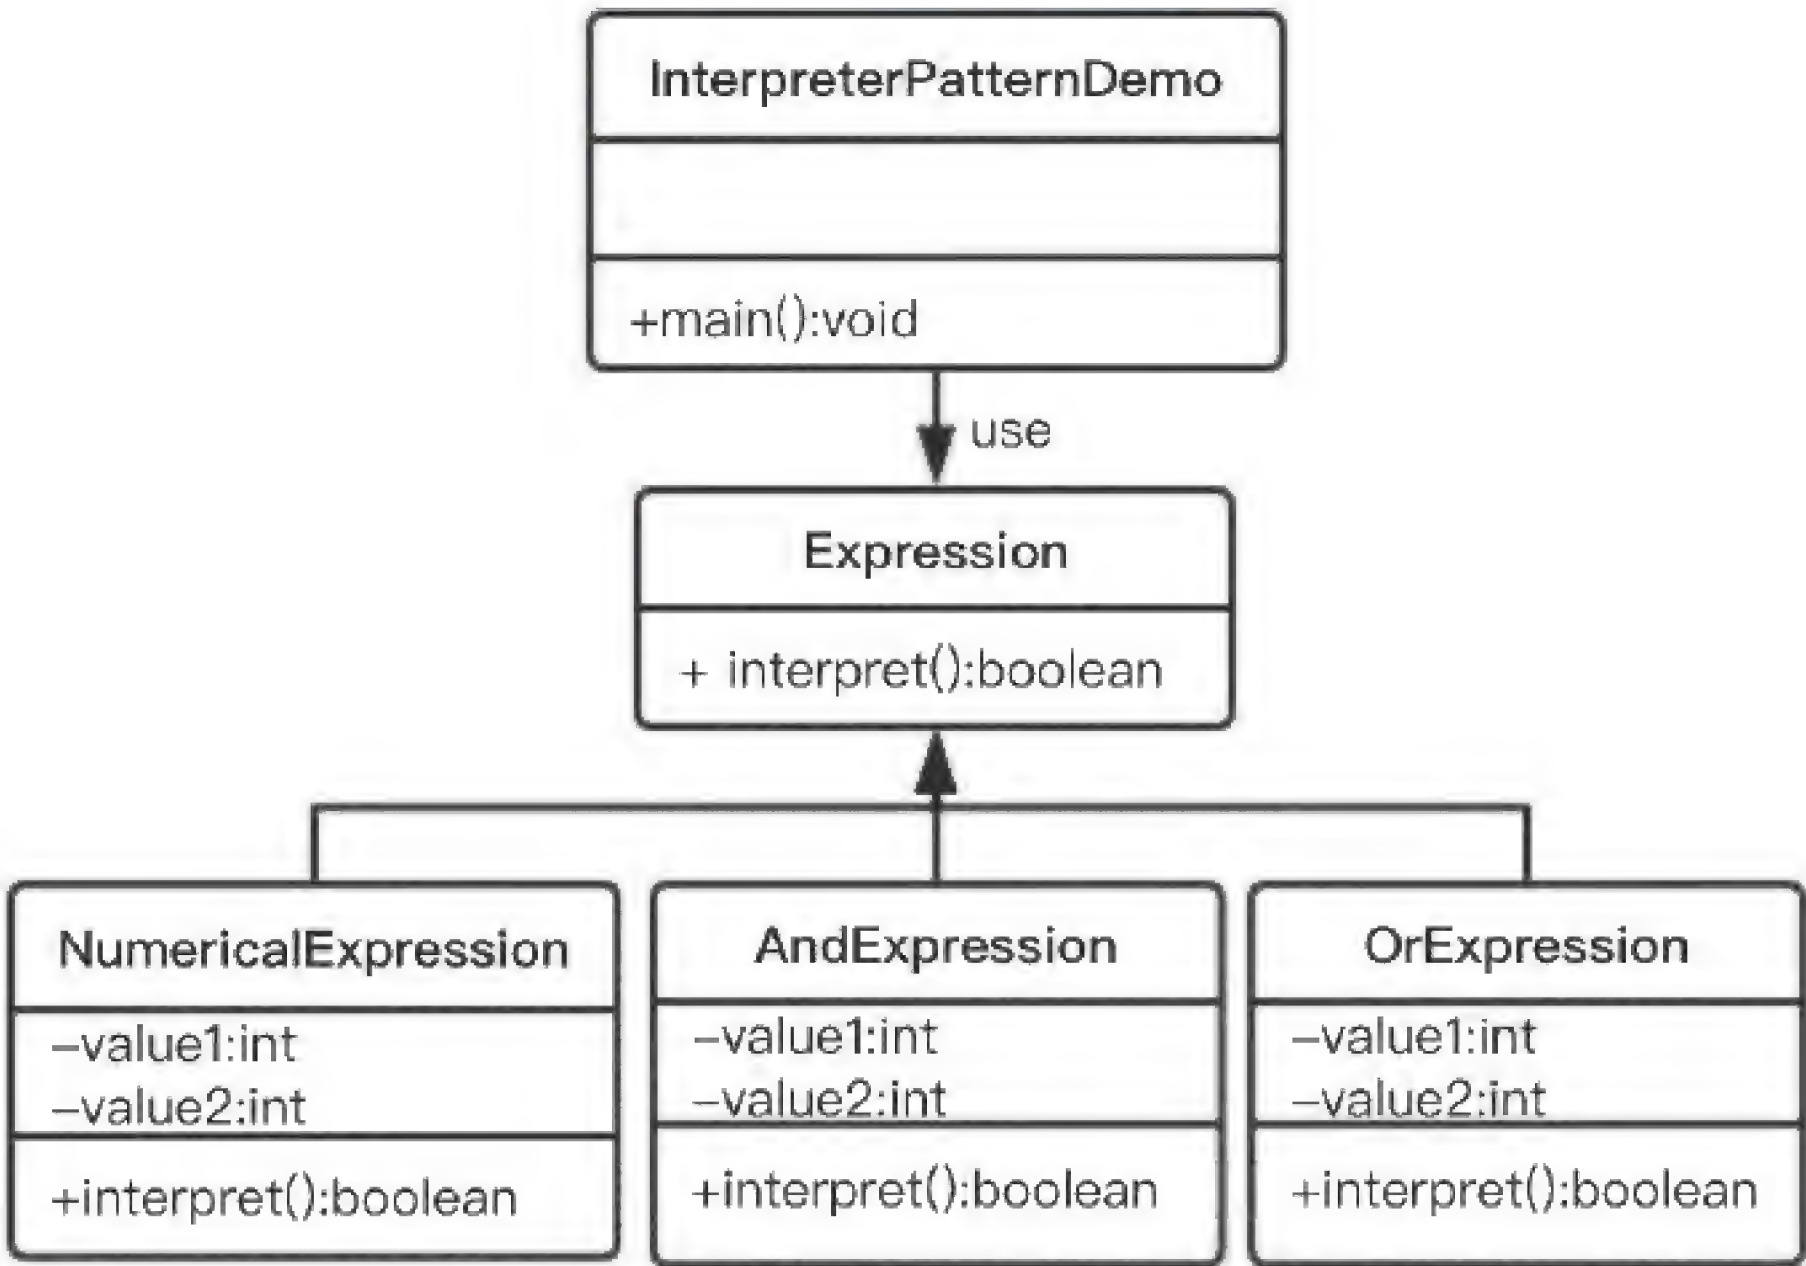 InterpreterPatternDemo
+main():void
use
Expression
+ interpret():boolean
NumericalExpression
–value1:int
–value2:int
+interpret():boolean
AndExpression
–value1:int
–value2:int
+interpret():boolean
OrExpression
–value1:int
–value2:int
+interpret():boolean